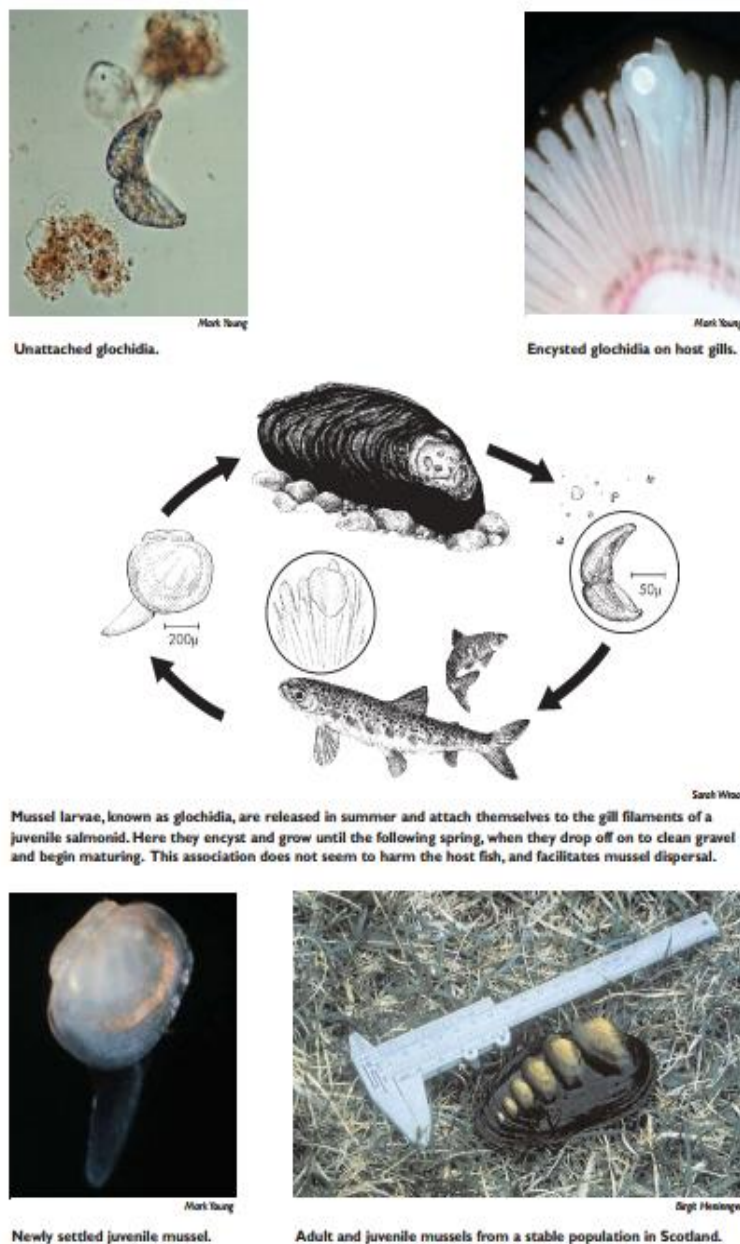 Mark Young
Mark Young
Unattached glochidia.
Encysted glochidia on host gills.
50µ
200µ
Sarah
Mussel larvae, known as glochidia, are released in summer and attach themselves to the gill filaments of a
juvenile salmonid. Here they encyst and grow until the following spring, when they drop off on to clean gravel
and begin maturing. This association does not seem to harm the host fish, and facilitates mussel dispersal.
Mark Young
Birgit
Newly settled juvenile mussel.
Adult and juvenile mussels from a stable population in Scotland.